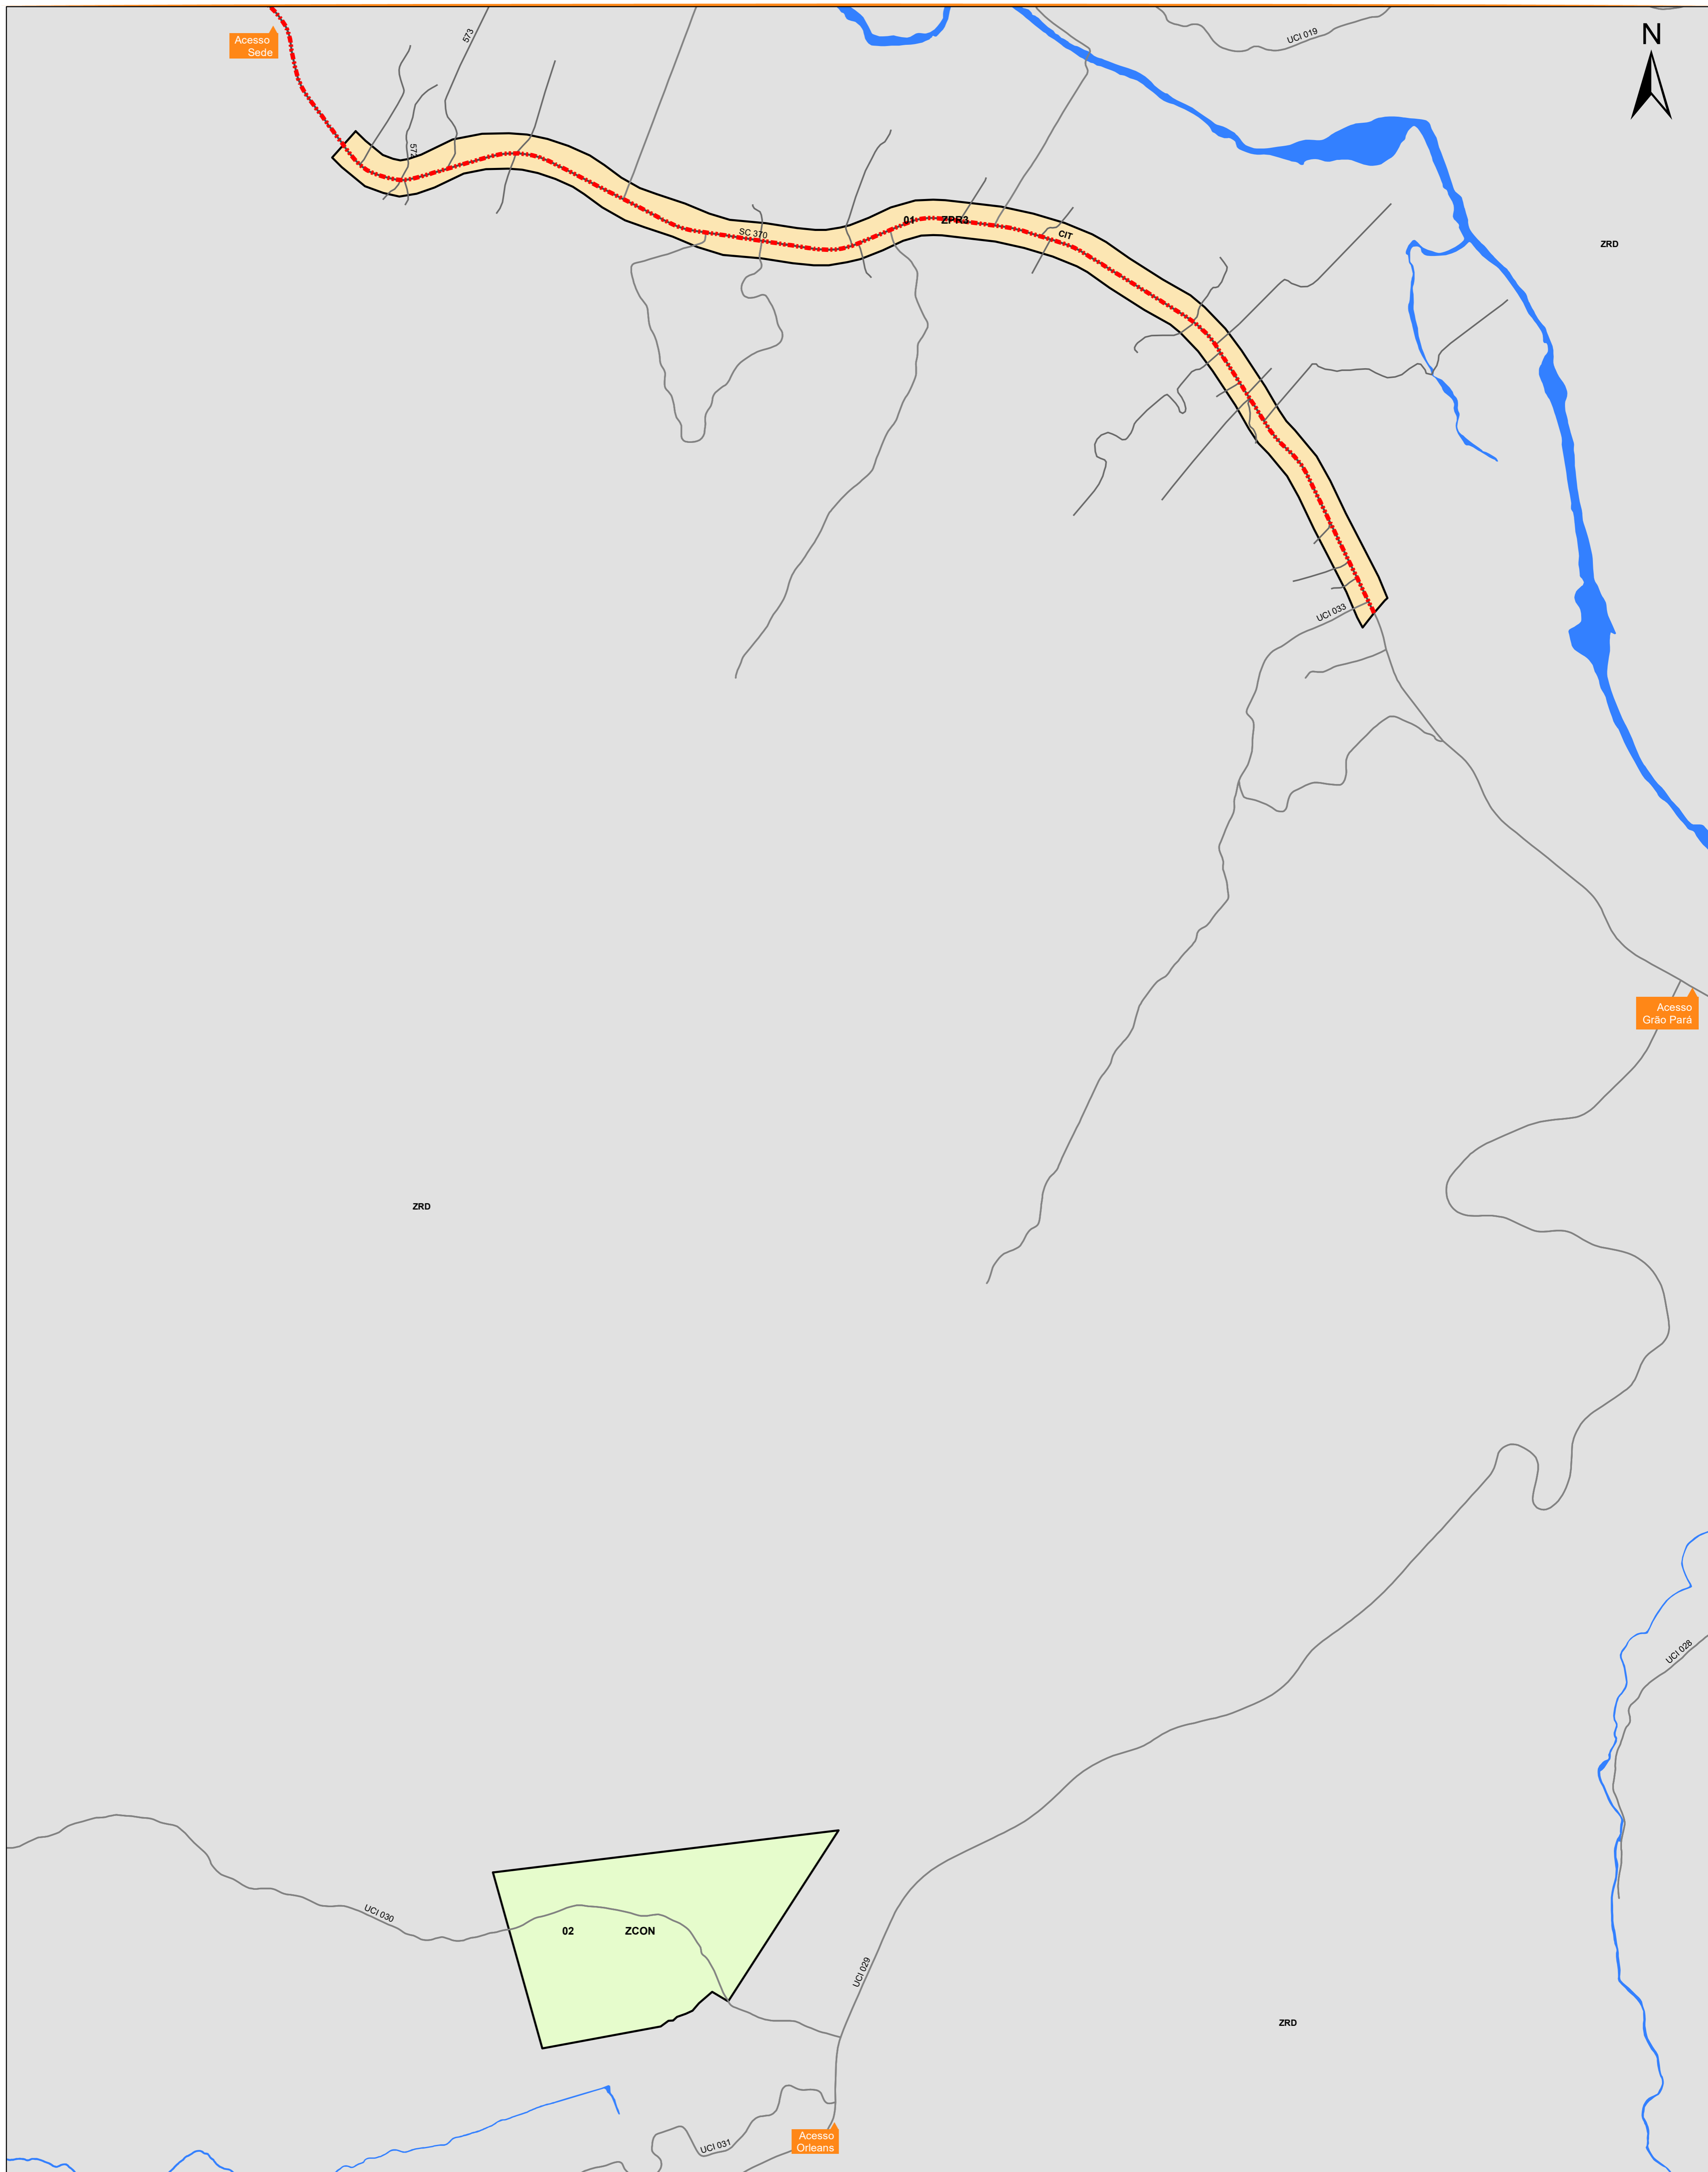 Acesso
Sede
573
UCI 019
N
572
SC 370
01
ZPR3
CIT
ZRD
UCI 033
Acesso
Grão Pará
ZRD
UCI 028
UCI 030
02
ZCON
UCI 029
ZRD
UCI 031
Acesso
Orleans